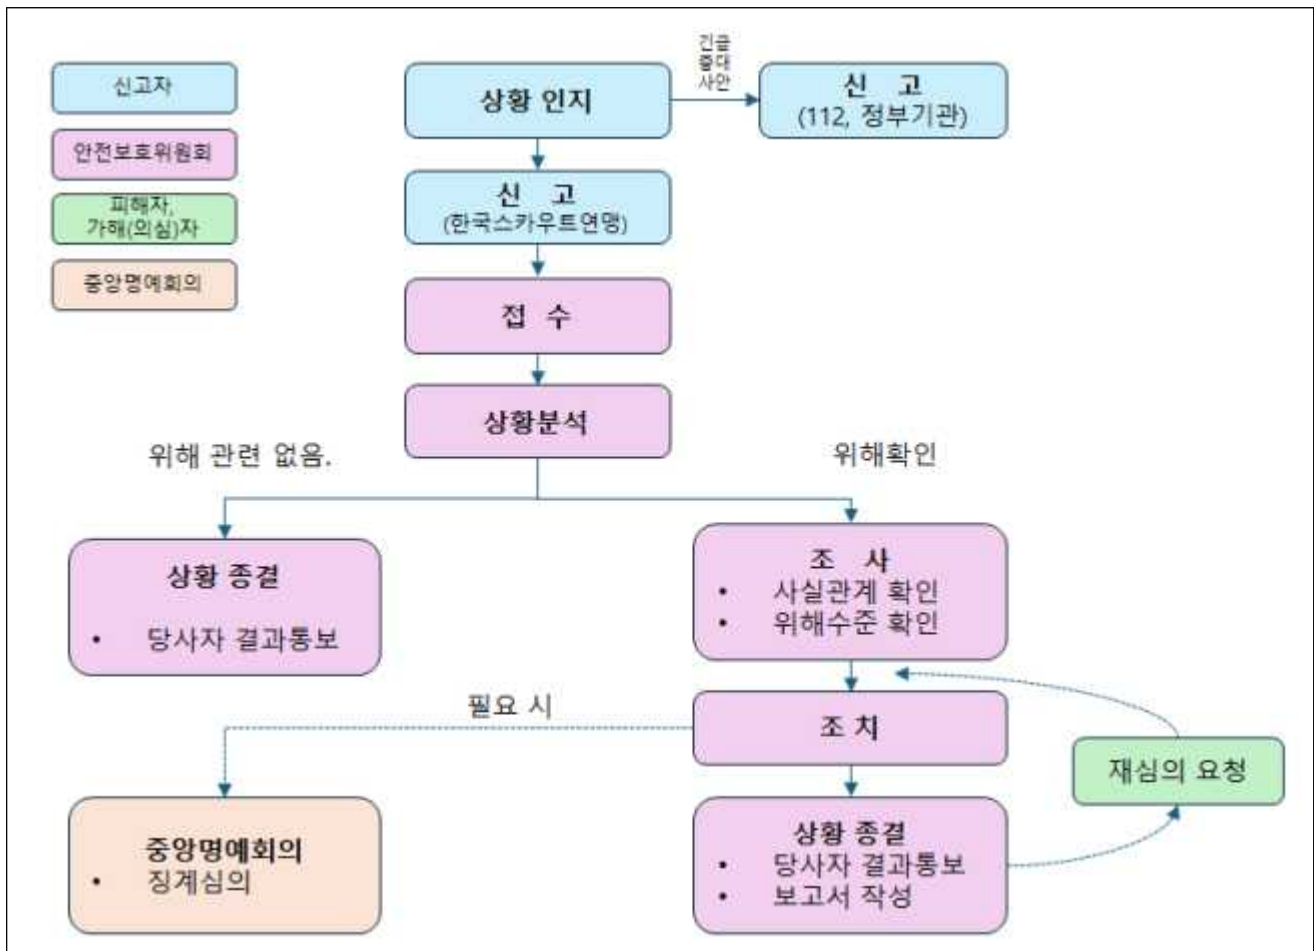 신고자
안전보호위원회
피해자,
가해(의심)자
중앙명예회의
상황 인지
긴급
중대
사안
신 고
(112, 정부기관)
신 고
(한국스카우트연맹)
접 수
상황분석
위해 관련 없음.
위해확인
상황 종결
• 당사자 결과통보
조 사
• 사실관계 확인
• 위해수준 확인
필요 시
조 치
재심의 요청
중앙명예회의
• 징계심의
상황 종결
• 당사자 결과통보
• 보고서 작성